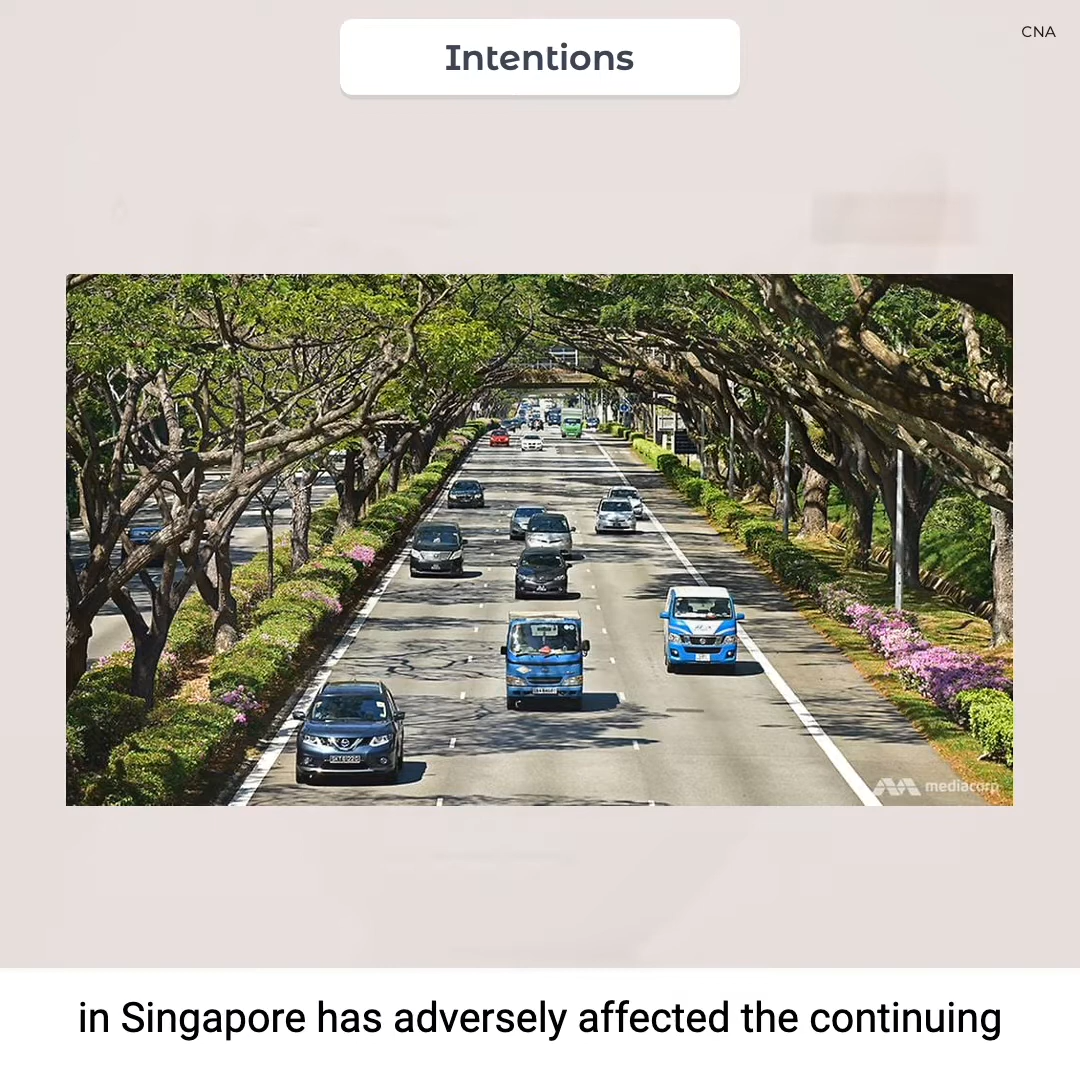 Intentions
CNA
mediacorp
in Singapore has adversely affected the continuing